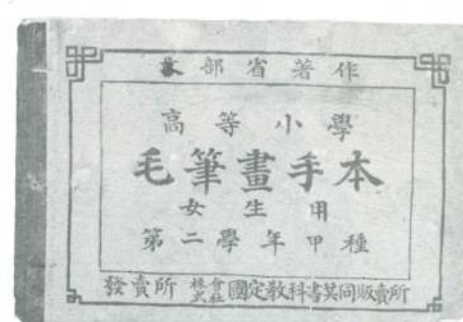 文部省著作
高等小學
毛筆畫手本
女生用
第二學年甲種
發賣所 株式會社 國定敎科書共同販賣所